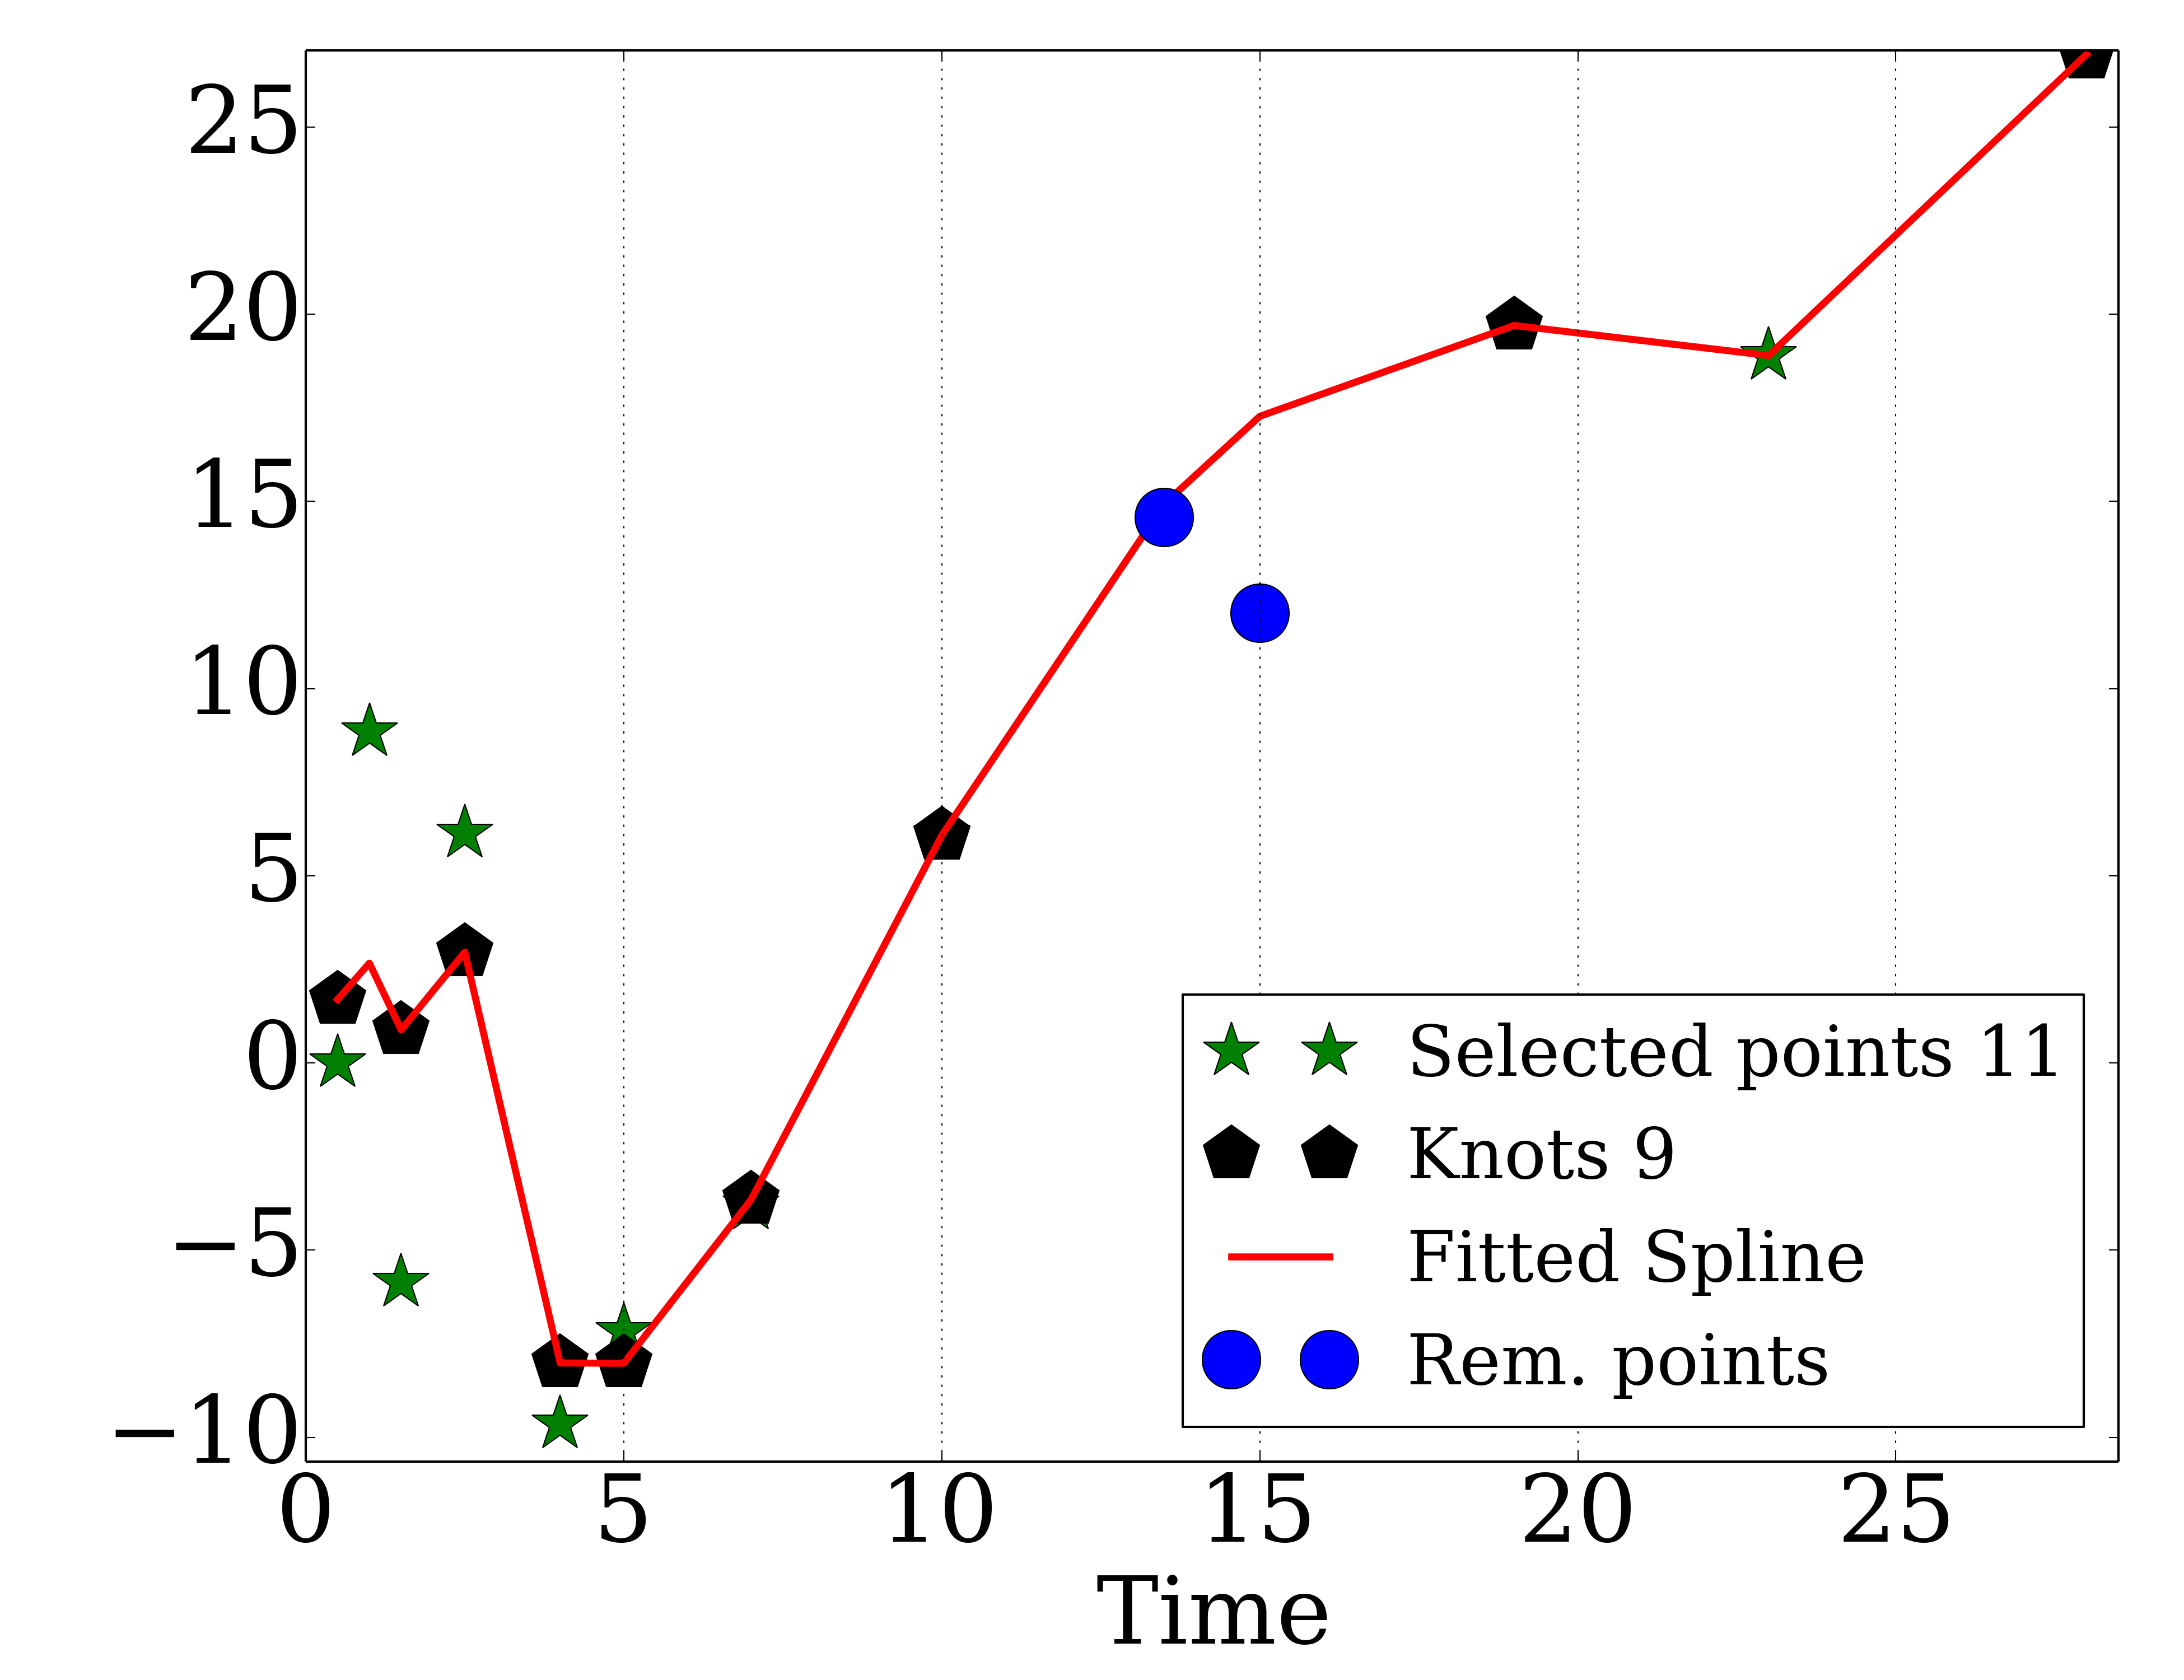 25
20
15
10
5
0
−5
−10
0 5 10 15 20 25
Time
Selected points 11
Knots 9
Fitted Spline
Rem. points